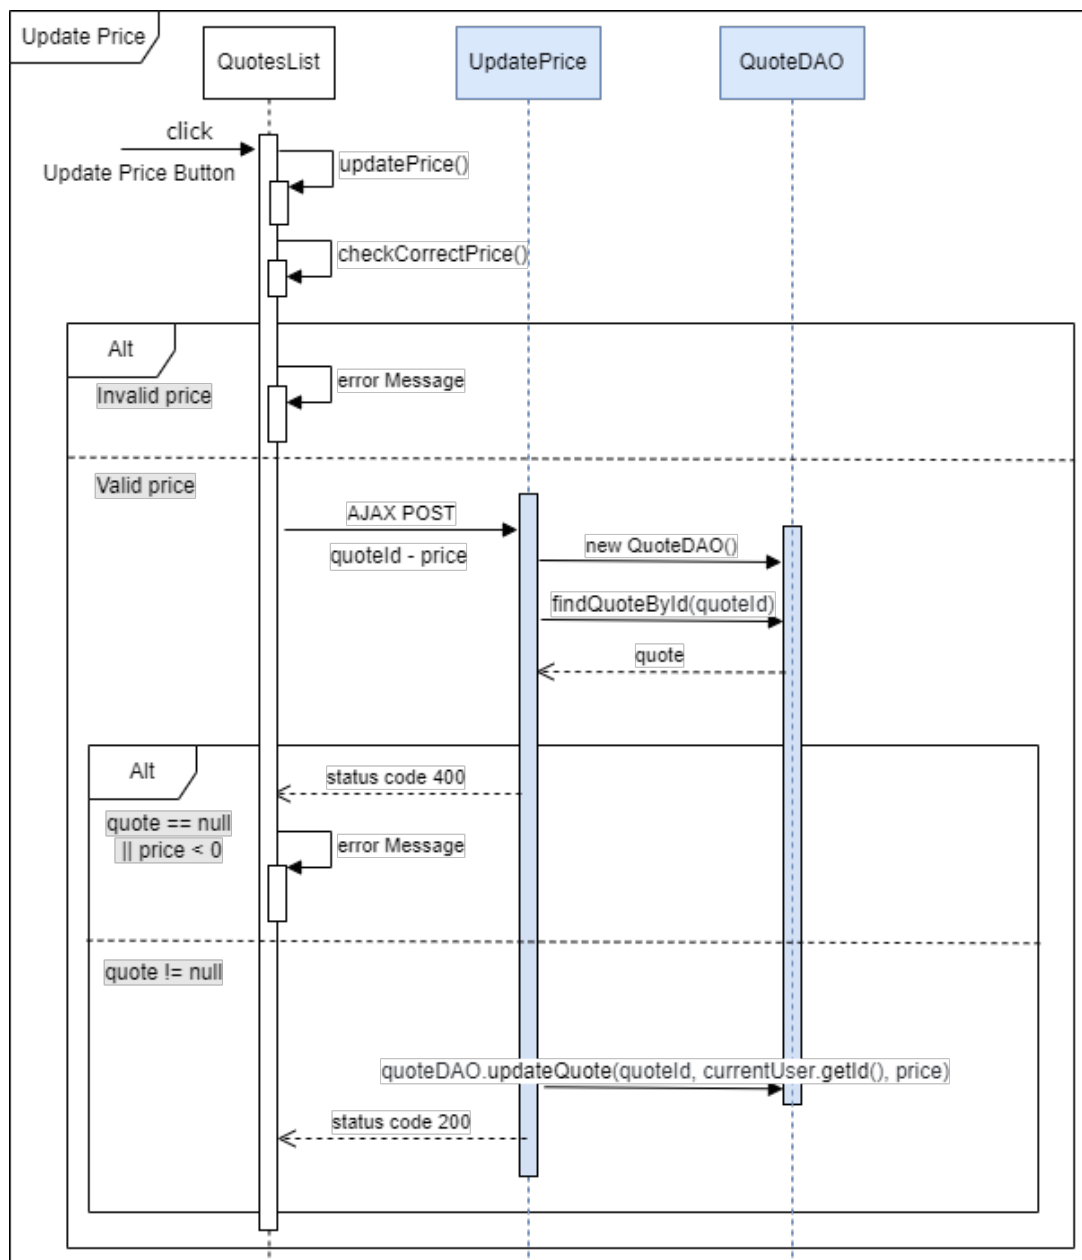 Update Price
QuotesList
UpdatePrice
QuoteDAO
click
Update Price Button
updatePrice()
checkCorrectPrice()
Alt
Invalid price
error Message
Valid price
AJAX POST
quoteId - price
new QuoteDAO()
findQuoteById(quoteId)
quote
Alt
status code 400
quote == null
|| price < 0
error Message
quote != null
quoteDAO.updateQuote(quoteId, currentUser.getId(), price)
status code 200